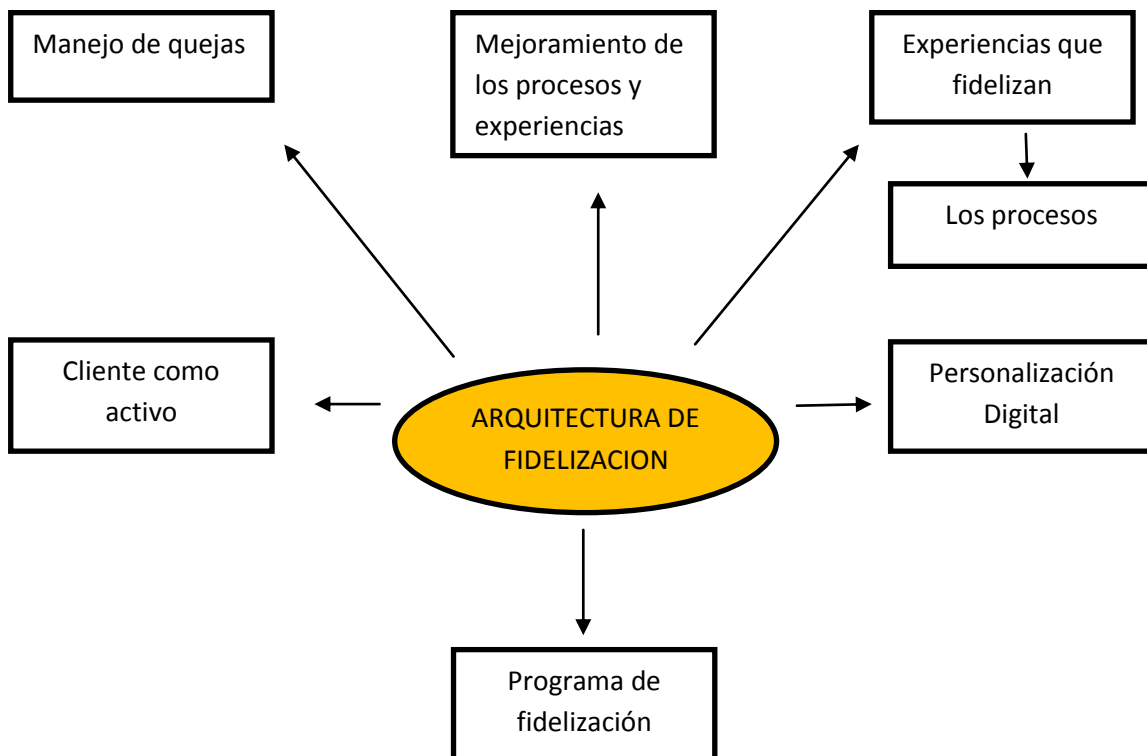 Manejo de quejas
Mejoramiento de
los procesos y
experiencias
Experiencias que
fidelizan
Los procesos
Cliente como
activo
ARQUITECTURA DE
FIDELIZACION
Personalización
Digital
Programa de
fidelización